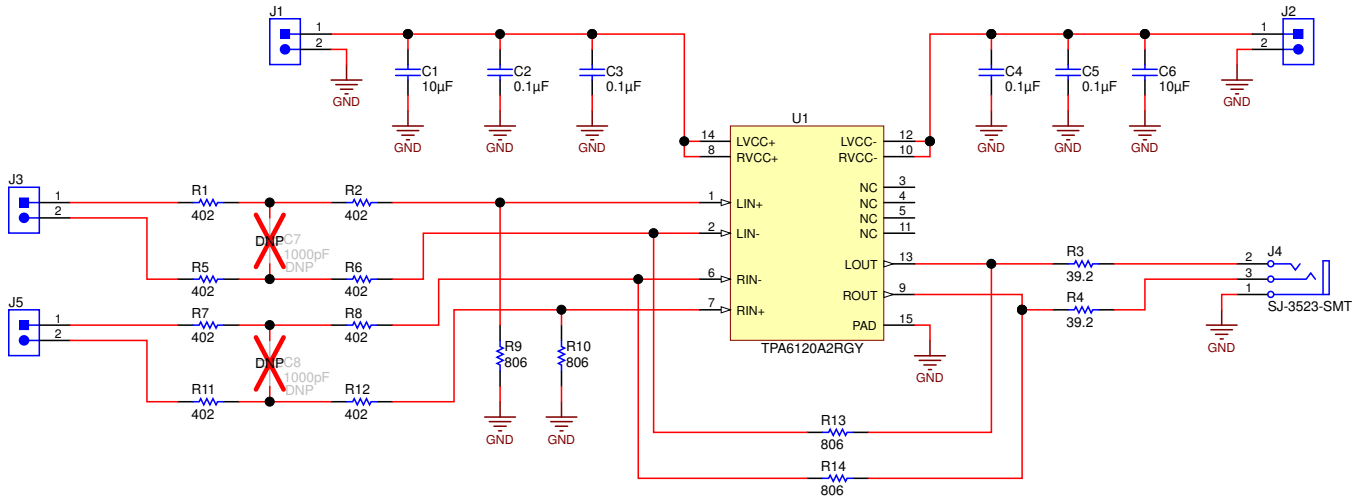 J1
1
2
GND
C1
10µF
GND
C2
0.1µF
GND
C3
0.1µF
GND
J2
1
2
GND
C4
0.1µF
GND
C5
0.1µF
GND
C6
10µF
GND
U1
14 LVCC+
8 RVCC+
1 LIN+
2 LIN-
6 RIN-
7 RIN+
LVCC- 12
RVCC- 10
NC 3
NC 4
NC 5
NC 11
LOUT 13
ROUT 9
PAD 15
TPA6120A2RGY
GND
J3
1
2
R1
402
R2
402
DNP
C7
1000pF
DNP
R5
402
R6
402
J5
1
2
R7
402
R8
402
DNP
C8
1000pF
DNP
R11
402
R12
402
R9
806
GND
R10
806
GND
R3
39.2
R4
39.2
2
3
1
J4
SJ-3523-SMT
GND
R13
806
R14
806